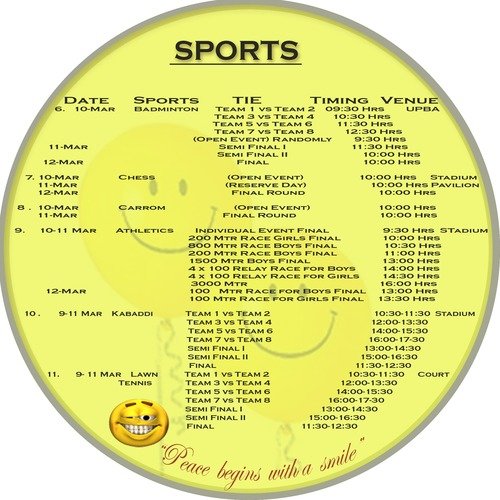 SPORTS
Date Sports TIE Timing Venue
6. 10-Mar Badminton Team 1 vs Team 2 09:30 Hrs UPBA
Team 3 vs Team 4 10:30 Hrs
Team 5 vs Team 6 11:30 Hrs
Team 7 vs Team 8 12:30 Hrs
(Open Event) Randomly 9:30 Hrs
11-Mar Semi Final I 11:30 Hrs
Semi Final II 10:00 Hrs
12-Mar Final 10:00 Hrs
7. 10-Mar Chess (Open Event) 10:00 Hrs Stadium
11-Mar (Reserve Day) 10:00 Hrs Pavilion
12-Mar Final Round 10:00 Hrs
8 . 10-Mar Carrom (Open Event) 10:00 Hrs
11-Mar Final Round 10:00 Hrs
9. 10-11 Mar Athletics Individual Event Final 9:30 Hrs STadium
200 Mtr Race Girls Final 10:00 Hrs
800 Mtr Race Boys Final 10:30 Hrs
200 Mtr Race Boys Final 11:00 Hrs
1500 Mtr Boys Final 13:00 Hrs
4 x 100 Relay Race for Boys 14:00 Hrs
4 x 100 Relay Race for Girls 14:30 Hrs
3000 Mtr 16:00 Hrs
12-Mar 100 Mtr Race for Boys Final 13:00 Hrs
100 Mtr Race for Girls Final 13:30 Hrs
10 . 9-11 Mar Kabaddi Team 1 vs Team 2 10:30-11:30 Stadium
Team 3 vs Team 4 12:00-13:30
Team 5 vs Team 6 14:00-15:30
Team 7 vs Team 8 16:00-17:30
Semi Final I 13:00-14:30
Semi Final II 15:00-16:30
Final 11:30-12:30
11. 9-11 Mar Lawn Team 1 vs Team 2 10:30-11:30 Court
Tennis Team 3 vs Team 4 12:00-13:30
Team 5 vs Team 6 14:00-15:30
Team 7 vs Team 8 16:00-17-30
Semi Final I 13:00-14:30
Semi Final II 15:00-16:30
Final 11:30-12:30
"Peace begins with a smile"